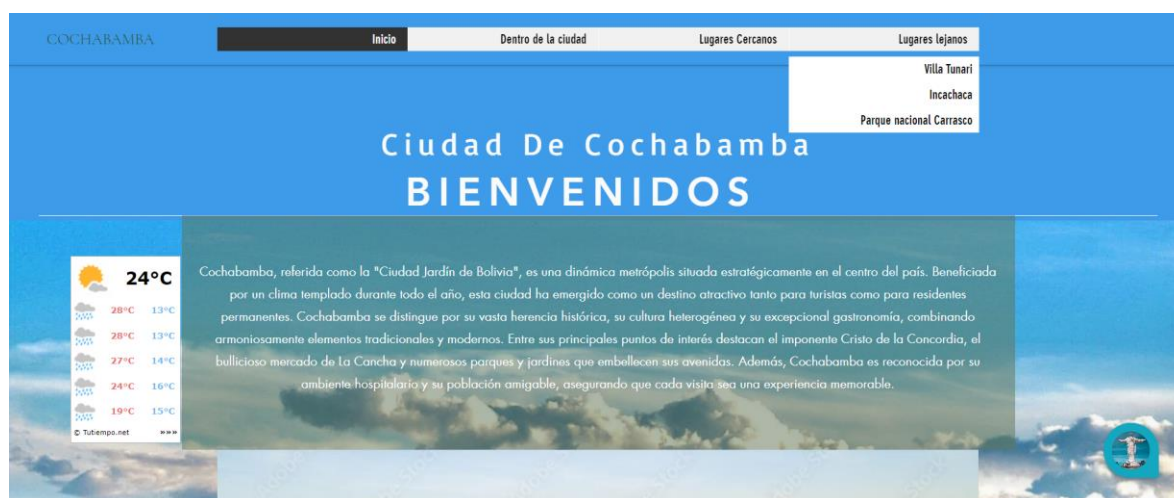 COCHABAMBA
Inicio
Dentro de la ciudad
Lugares Cercanos
Lugares lejanos
Villa Tunari
Incachaca
Parque nacional Carrasco
Ciudad De Cochabamba
BIENVENIDOS
24°C
28°C 13°C
28°C 13°C
27°C 14°C
24°C 16°C
19°C 15°C
© Tutiempo.net »»»
Cochabamba, referida como la "Ciudad Jardín de Bolivia", es una dinámica metrópolis situada estratégicamente en el centro del país. Beneficiada
por un clima templado durante todo el año, esta ciudad ha emergido como un destino atractivo tanto para turistas como para residentes
permanentes. Cochabamba se distingue por su vasta herencia histórica, su cultura heterogénea y su excepcional gastronomía, combinando
armoniosamente elementos tradicionales y modernos. Entre sus principales puntos de interés destacan el imponente Cristo de la Concordia, el
bullicioso mercado de La Cancha y numerosos parques y jardines que embellecen sus avenidas. Además, Cochabamba es reconocida por su
ambiente hospitalario y su población amigable, asegurando que cada visita sea una experiencia memorable.